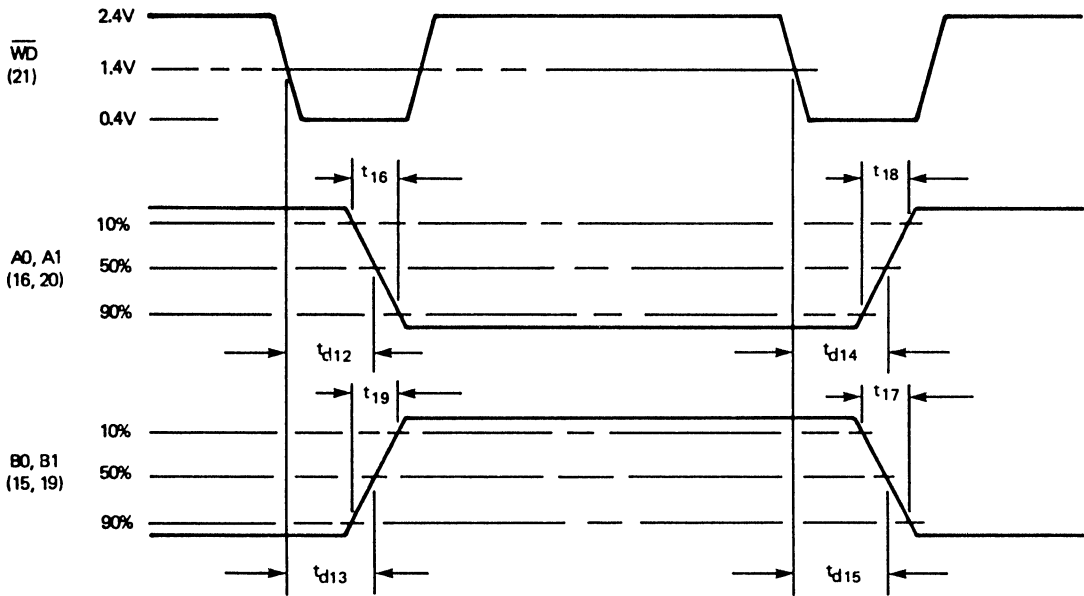 2.4V
WD
(21)
1.4V
0.4V
t16
t18
10%
A0, A1
(16, 20)
50%
90%
td12
td14
t19
t17
10%
B0, B1
(15, 19)
50%
90%
td13
td15